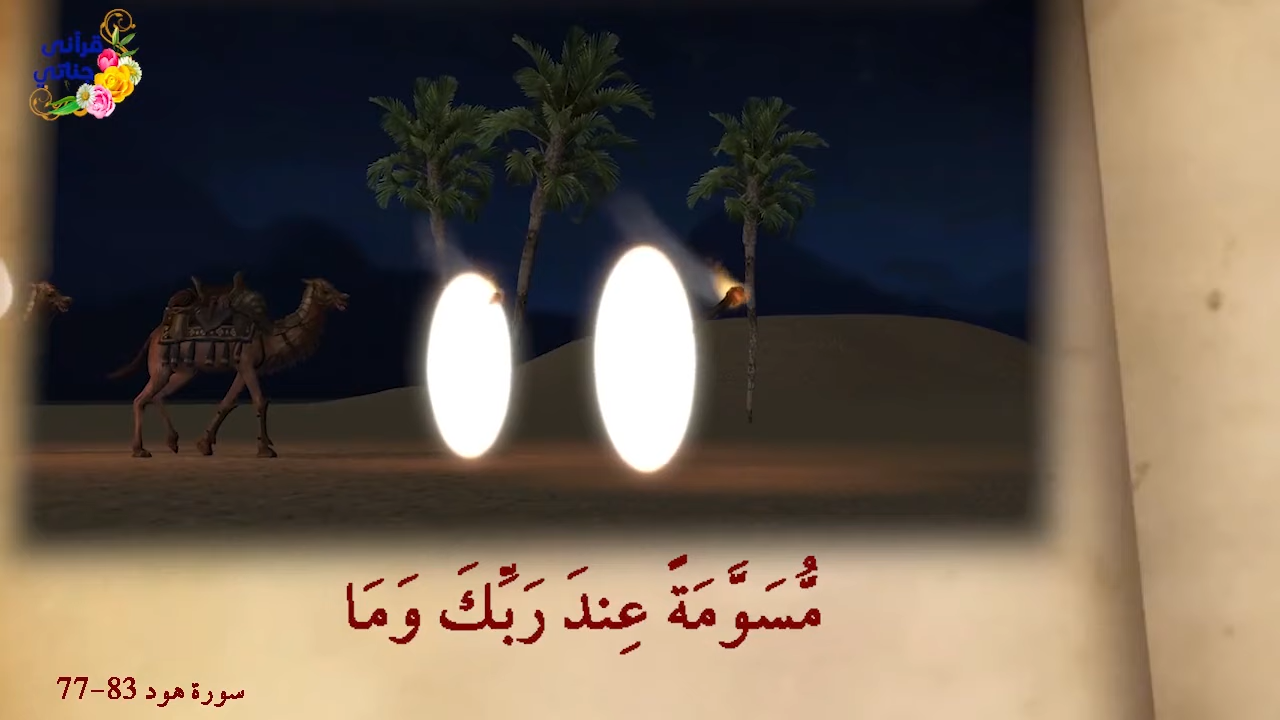 قرآني
جناتي
مُّسَوَّمَةً عِندَ رَبِّكَ وَمَا
سورة هود 83-77